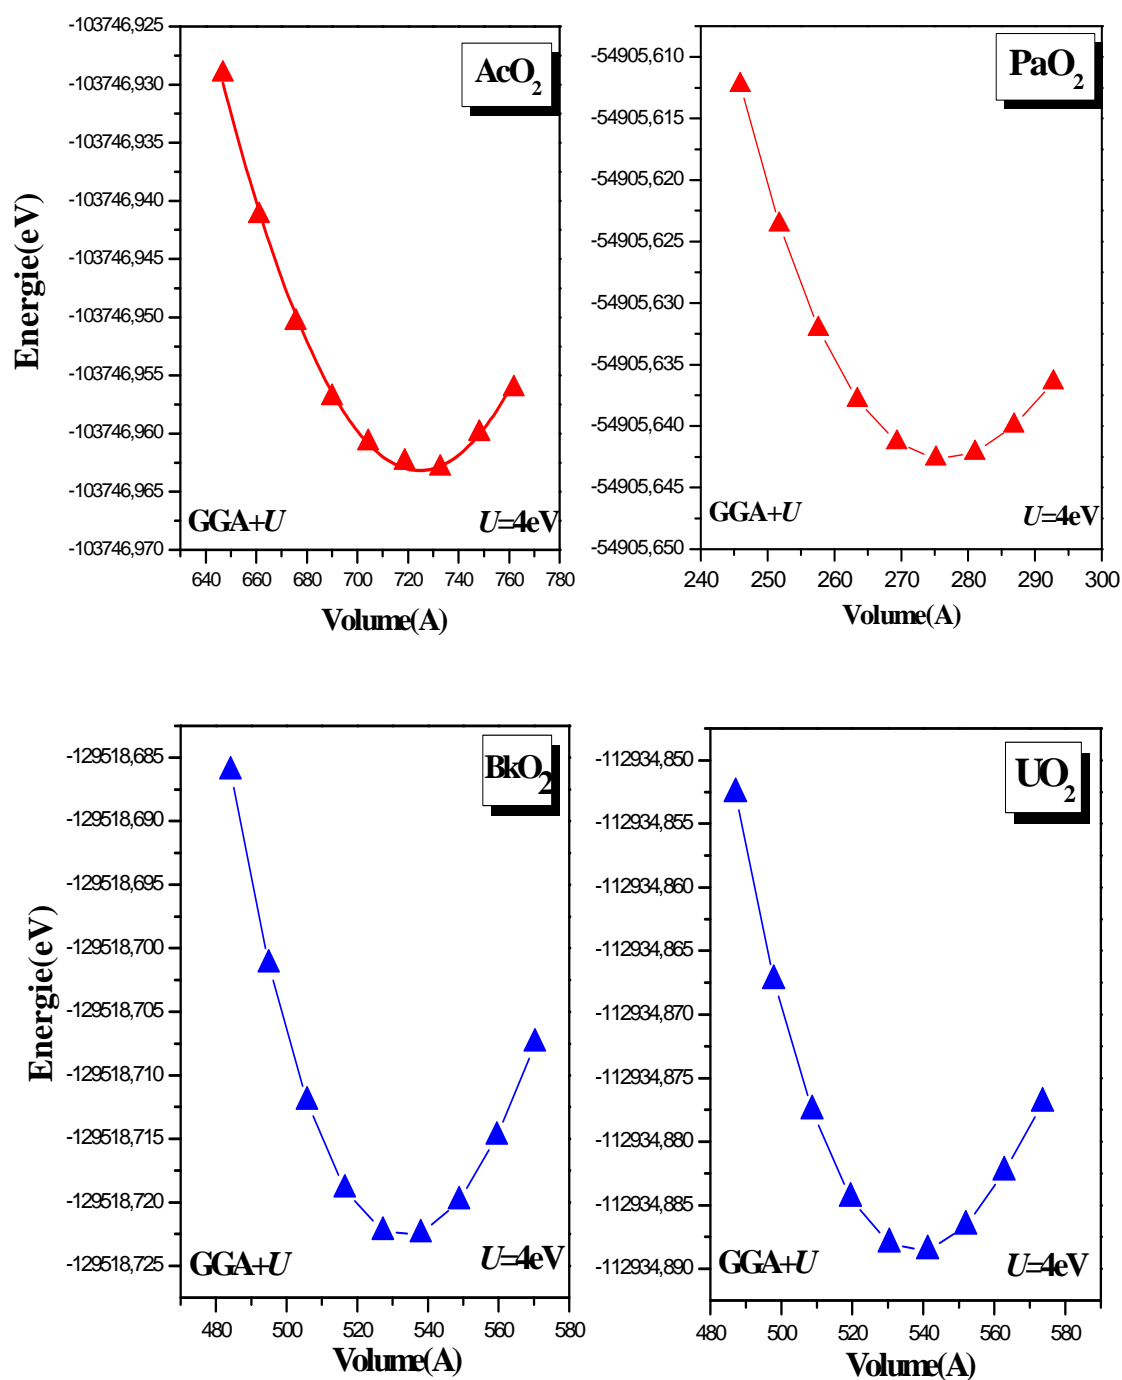 AcO2
-103746,925
-103746,930
-103746,935
-103746,940
-103746,945
-103746,950
-103746,955
-103746,960
-103746,965
-103746,970
Energie(eV)
GGA+U
U=4eV
640 660 680 700 720 740 760 780
Volume(A)
PaO2
-54905,610
-54905,615
-54905,620
-54905,625
-54905,630
-54905,635
-54905,640
-54905,645
-54905,650
GGA+U
U=4eV
240 250 260 270 280 290 300
Volume(A)
BkO2
-129518,685
-129518,690
-129518,695
-129518,700
-129518,705
-129518,710
-129518,715
-129518,720
-129518,725
Energie(eV)
GGA+U
U=4eV
480 500 520 540 560 580
Volume(A)
UO2
-112934,850
-112934,855
-112934,860
-112934,865
-112934,870
-112934,875
-112934,880
-112934,885
-112934,890
GGA+U
U=4eV
480 500 520 540 560 580
Volume(A)